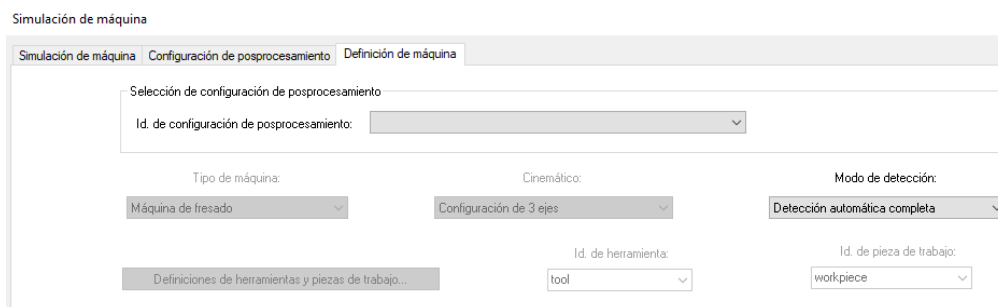 Simulación de máquina
Simulación de máquina Configuración de posprocesamiento Definición de máquina
Selección de configuración de posprocesamiento
Id. de configuración de posprocesamiento:
Tipo de máquina: Cinemático: Modo de detección:
Máquina de fresado Configuración de 3 ejes Detección automática completa
Id. de herramienta: Id. de pieza de trabajo:
Definiciones de herramientas y piezas de trabajo... tool workpiece